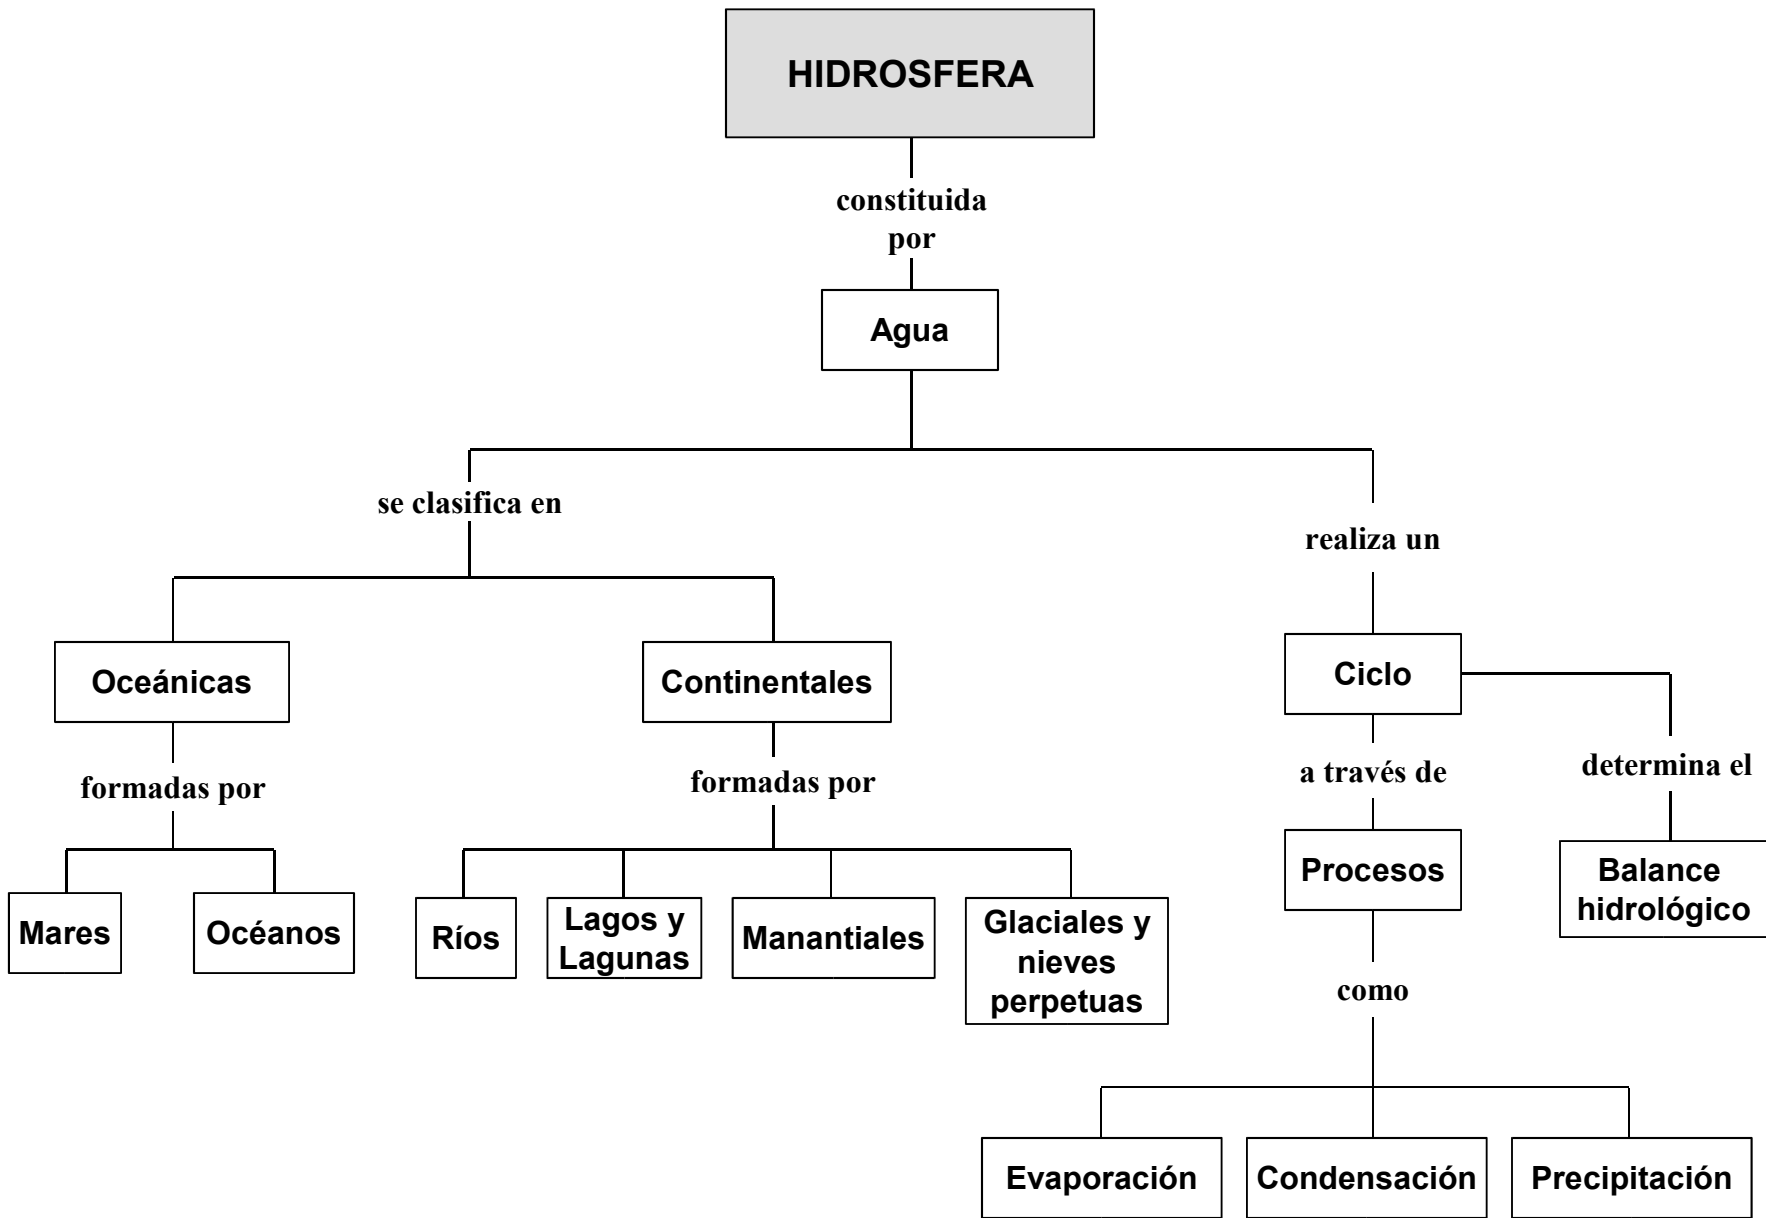 HIDROSFERA
constituida
por
Agua
se clasifica en
realiza un
Oceánicas
Continentales
Ciclo
formadas por
formadas por
a través de
determina el
Mares
Océanos
Ríos
Lagos y
Lagunas
Manantiales
Glaciales y
nieves
perpetuas
Procesos
Balance
hidrológico
como
Evaporación
Condensación
Precipitación